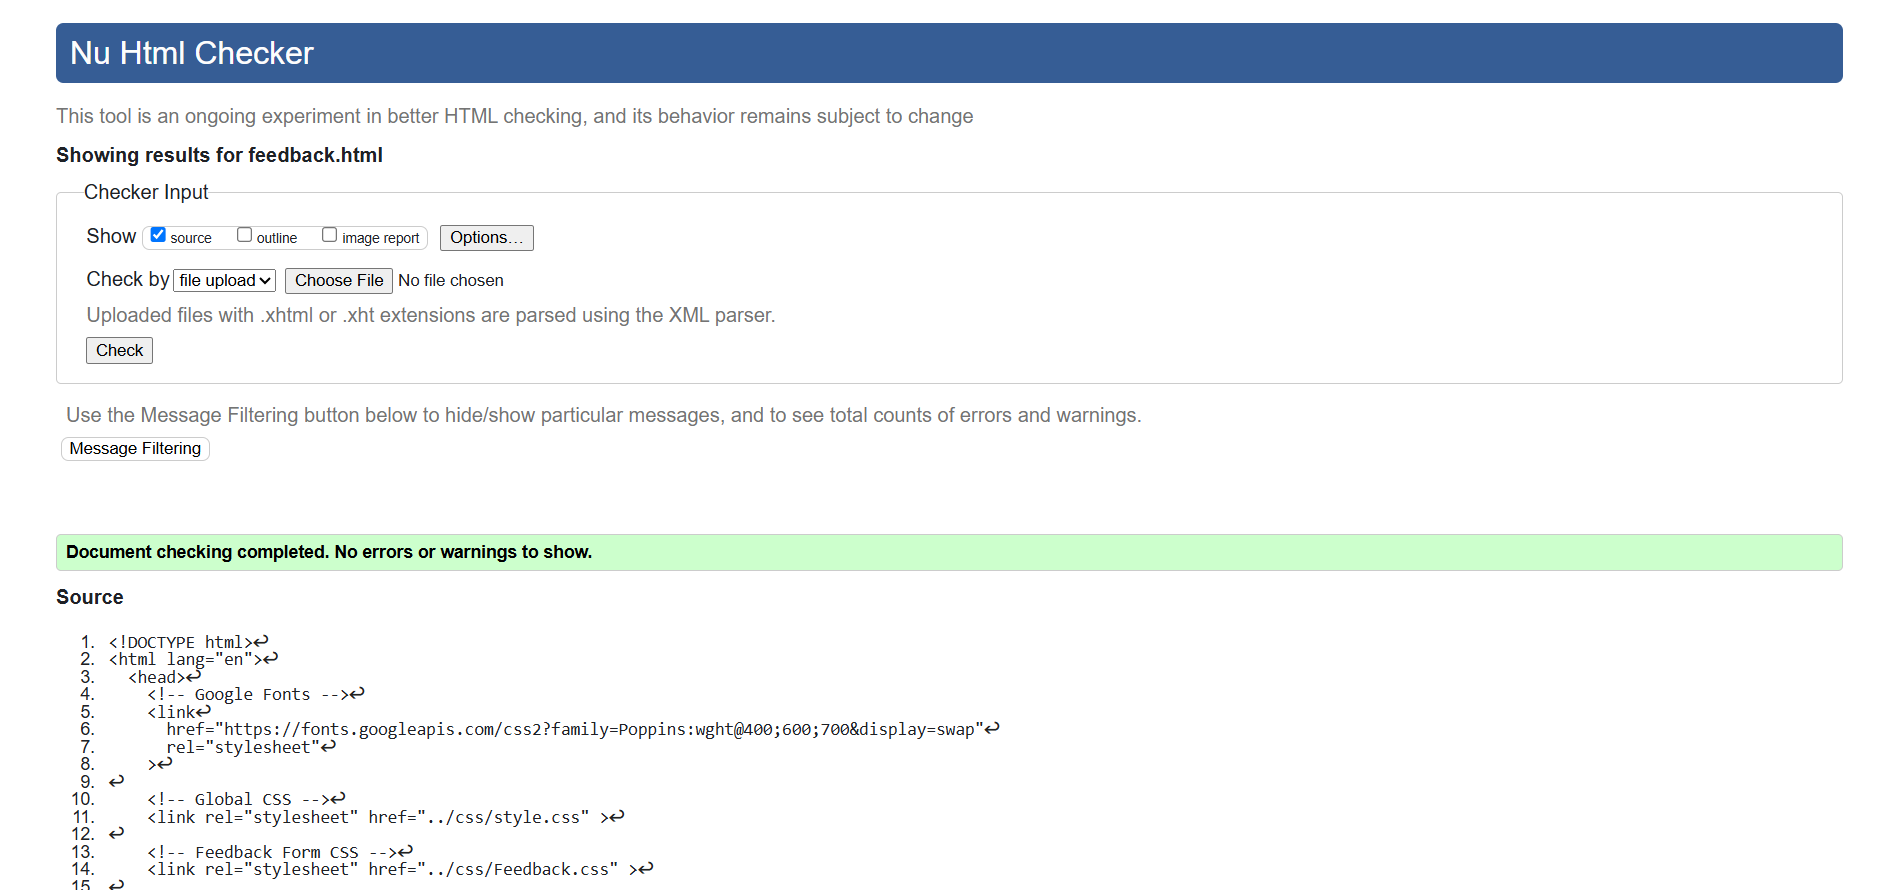 Nu Html Checker
This tool is an ongoing experiment in better HTML checking, and its behavior remains subject to change
Showing results for feedback.html
Checker Input
Show source outline image report Options...
Check by file upload Choose File No file chosen
Uploaded files with .xhtml or .xht extensions are parsed using the XML parser.
Check
Use the Message Filtering button below to hide/show particular messages, and to see total counts of errors and warnings.
Message Filtering
Document checking completed. No errors or warnings to show.
Source
1. <!DOCTYPE html>↩
2. <html lang="en">↩
3. <head>↩
4. <!-- Google Fonts -->↩
5. <link↩
6. href="https://fonts.googleapis.com/css2?family=Poppins:wght@400;600;700&display=swap"↩
7. rel="stylesheet"↩
8. >↩
9. ↩
10. <!-- Global CSS -->↩
11. <link rel="stylesheet" href="../css/style.css" >↩
12. ↩
13. <!-- Feedback Form CSS -->↩
14. <link rel="stylesheet" href="../css/Feedback.css" >↩
15. ↩